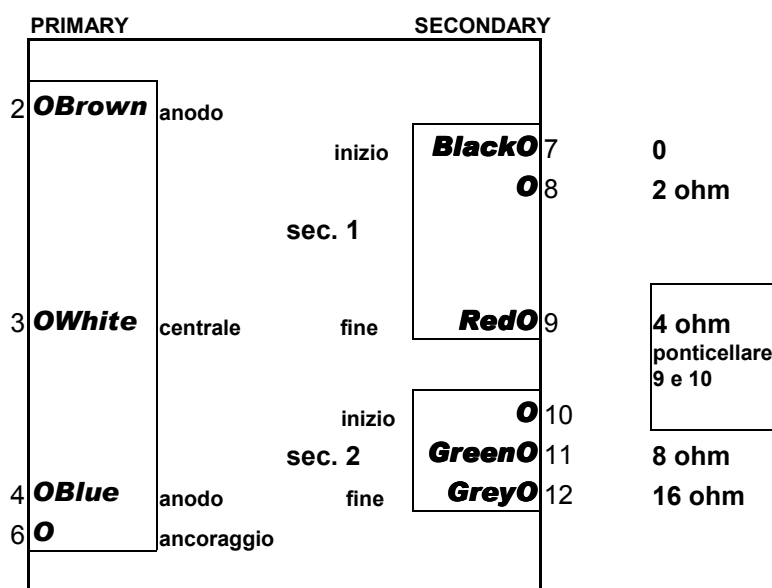 PRIMARY SECONDARY
2 OBrown anodo
inizio BlackO 7 0
O 8 2 ohm
sec. 1
3 OWhite centrale fine RedO 9 4 ohm
ponticellare
9 e 10
inizio O 10
sec. 2 GreenO 11 8 ohm
4 OBlue anodo fine GreyO 12 16 ohm
6 O ancoraggio